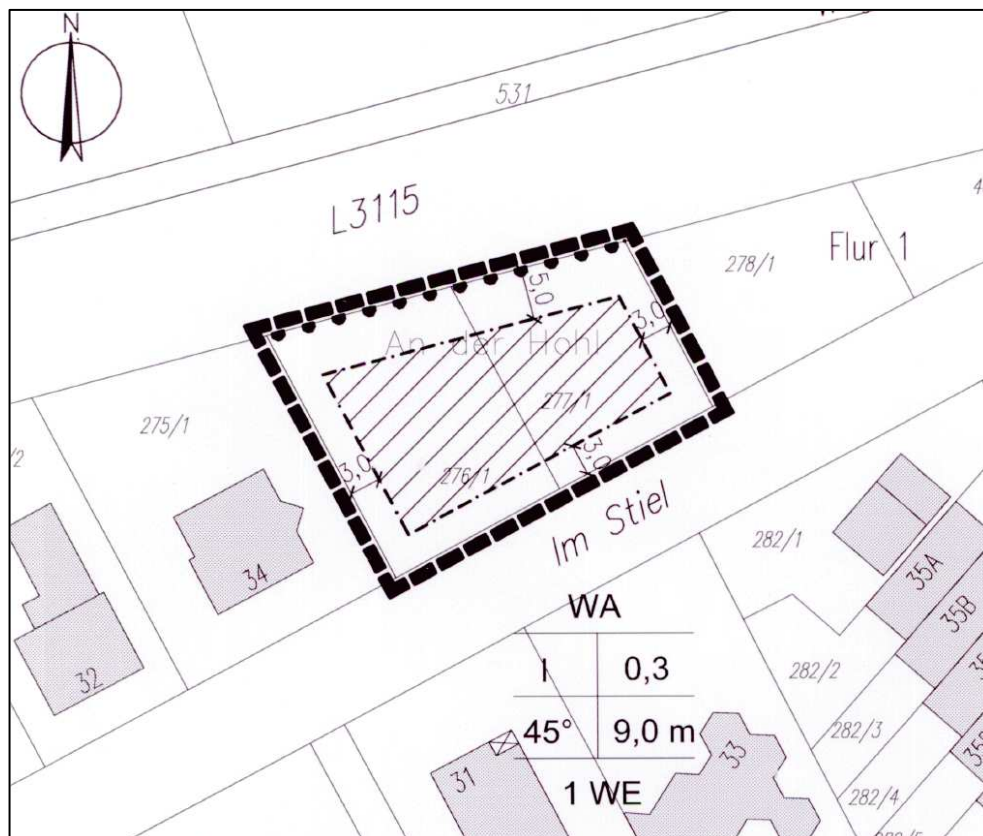 N
531
L3115
Flur 1
278/1
5,0
3,0
An der Hohl
277/1
275/1
3,0
276/1
3,0
Im Stiel
34
32
282/1
35A
35B
WA
I 0,3
45° 9,0 m
1 WE
282/2
282/3
31
33
282/4